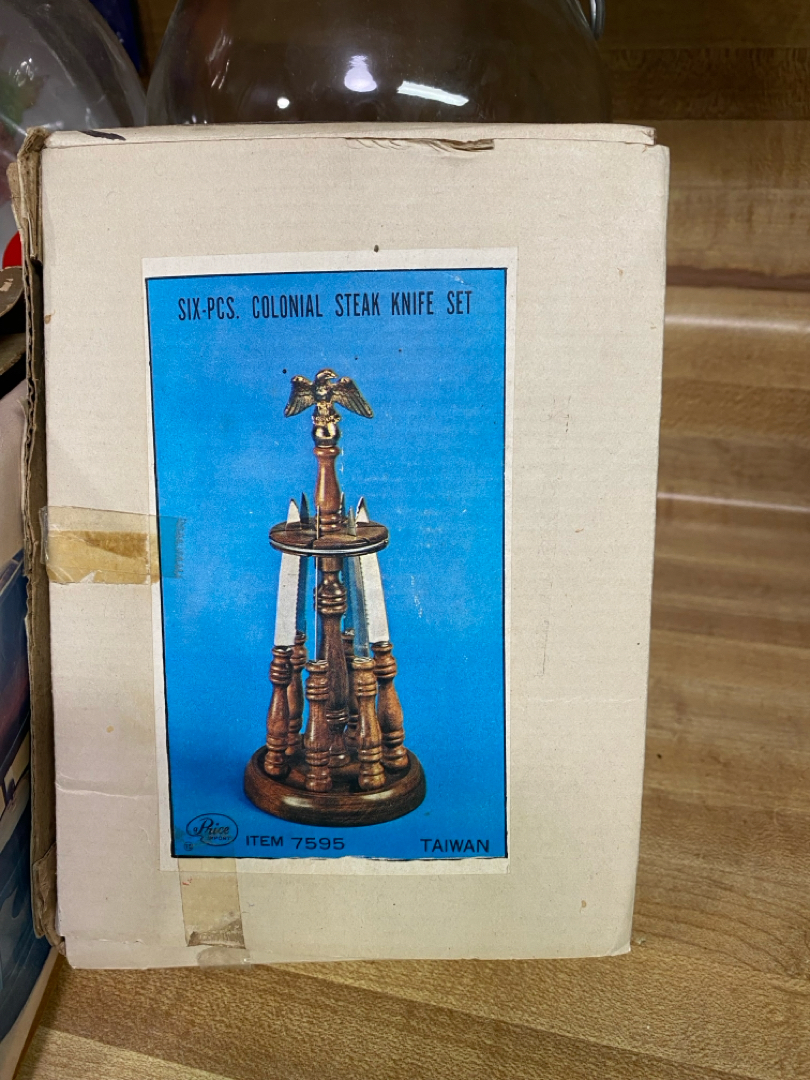 SIX-PCS. COLONIAL STEAK KNIFE SET
Price
ITEM 7595
TAIWAN